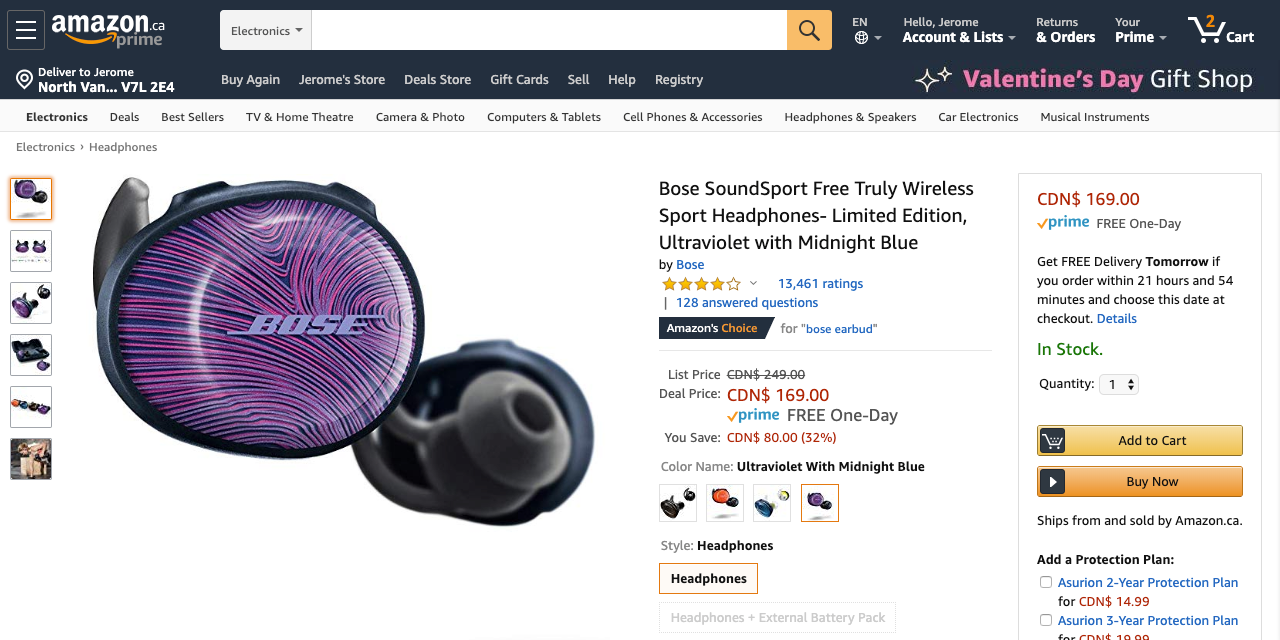 amazon.ca
prime
Electronics
EN
Hello, Jerome
Account & Lists
Returns
& Orders
Your
Prime
2
Cart
Deliver to Jerome
North Van... V7L 2E4
Buy Again
Jerome's Store
Deals Store
Gift Cards
Sell
Help
Registry
Valentine's Day Gift Shop
Electronics
Deals
Best Sellers
TV & Home Theatre
Camera & Photo
Computers & Tablets
Cell Phones & Accessories
Headphones & Speakers
Car Electronics
Musical Instruments
Electronics › Headphones
BOSE
Bose SoundSport Free Truly Wireless
Sport Headphones- Limited Edition,
Ultraviolet with Midnight Blue
by Bose
13,461 ratings
| 128 answered questions
Amazon's Choice for "bose earbud"
List Price CDN$ 249.00
Deal Price: CDN$ 169.00
prime FREE One-Day
You Save: CDN$ 80.00 (32%)
Color Name: Ultraviolet With Midnight Blue
Style: Headphones
Headphones
Headphones + External Battery Pack
CDN$ 169.00
prime FREE One-Day
Get FREE Delivery Tomorrow if
you order within 21 hours and 54
minutes and choose this date at
checkout. Details
In Stock.
Quantity: 1
Add to Cart
Buy Now
Ships from and sold by Amazon.ca.
Add a Protection Plan:
Asurion 2-Year Protection Plan
for CDN$ 14.99
Asurion 3-Year Protection Plan
for CDN$ 19.99